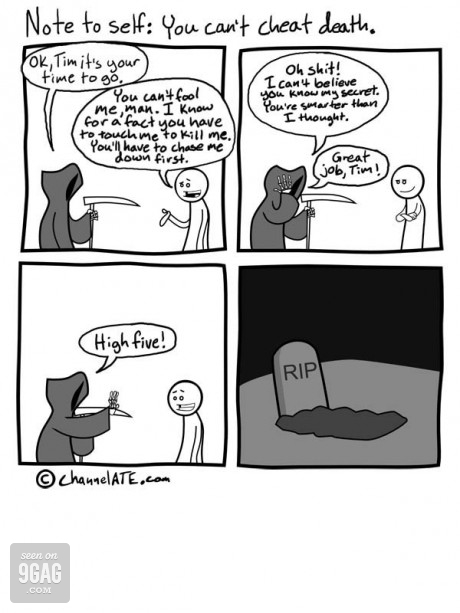 Note to self: You can't cheat death.
Ok, Tim it's your
time to go.
You can't fool
me, man. I know
for a fact you have
to touch me to kill me.
You'll have to chase me
down first.
Oh shit!
I can't believe
you know my secret.
You're smarter than
I thought.
Great
job, Tim!
High five!
RIP
© ChannelATE.com
seen on
9GAG
.COM